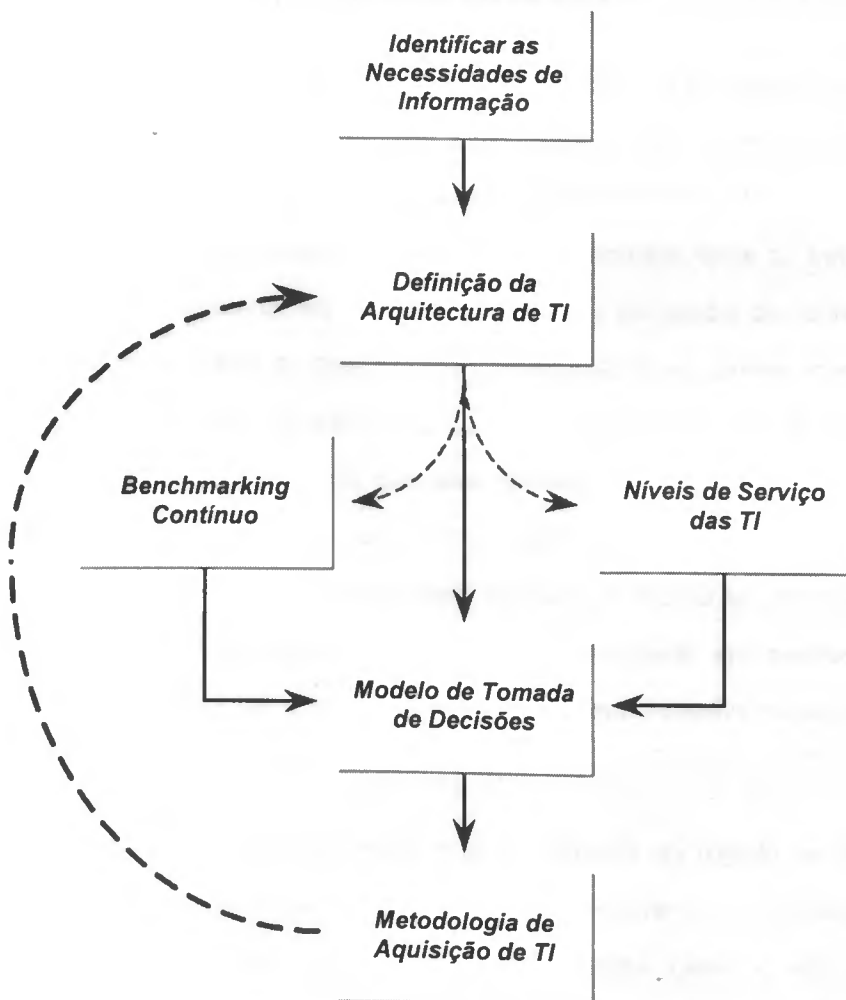 Identificar as
Necessidades de
Informação
Definição da
Arquitectura de TI
Benchmarking
Contínuo
Níveis de Serviço
das TI
Modelo de Tomada
de Decisões
Metodologia de
Aquisição de TI